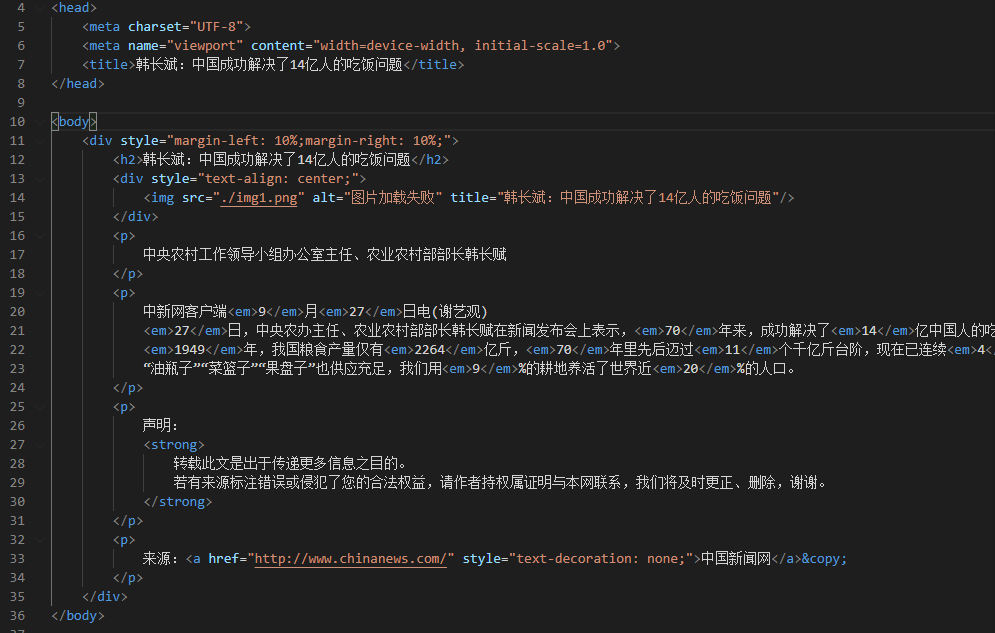 4 <head>
5 <meta charset="UTF-8">
6 <meta name="viewport" content="width=device-width, initial-scale=1.0">
7 <title>韩长斌：中国成功解决了14亿人的吃饭问题</title>
8 </head>
9
10 <body>
11 <div style="margin-left: 10%;margin-right: 10%;">
12 <h2>韩长斌：中国成功解决了14亿人的吃饭问题</h2>
13 <div style="text-align: center;">
14 <img src="./img1.png" alt="图片加载失败" title="韩长斌：中国成功解决了14亿人的吃饭问题"/>
15 </div>
16 <p>
17 中央农村工作领导小组办公室主任、农业农村部部长韩长赋
18 </p>
19 <p>
20 中新网客户端<em>9</em>月<em>27</em>日电(谢艺观)
21 <em>27</em>日，中央农办主任、农业农村部部长韩长赋在新闻发布会上表示，<em>70</em>年来，成功解决了<em>14</em>亿中国人的吃
22 <em>1949</em>年，我国粮食产量仅有<em>2264</em>亿斤，<em>70</em>年里先后迈过<em>11</em>个千亿斤台阶，现在已连续<em>4</
23 “油瓶子”“菜篮子”“果盘子”也供应充足，我们用<em>9</em>%的耕地养活了世界近<em>20</em>%的人口。
24 </p>
25 <p>
26 声明：
27 <strong>
28 转载此文是出于传递更多信息之目的。
29 若有来源标注错误或侵犯了您的合法权益，请作者持权属证明与本网联系，我们将及时更正、删除，谢谢。
30 </strong>
31 </p>
32 <p>
33 来源：<a href="http://www.chinanews.com/" style="text-decoration: none;">中国新闻网</a>&copy;
34 </p>
35 </div>
36 </body>